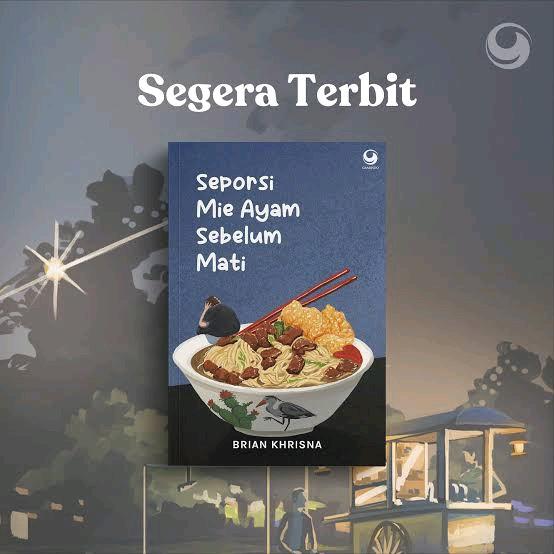 Segera Terbit
Seporsi
Mie Ayam
Sebelum
Mati
BRIAN KHRISNA